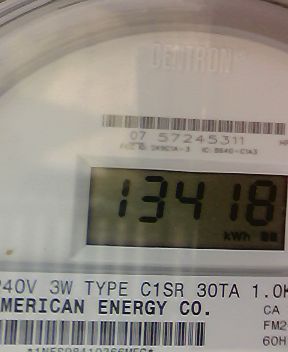 CENTRON
07 57245311
13418
kWh
240V 3W TYPE C1SR 30TA 1.0K
AMERICAN ENERGY CO.
CA
FM2
60H